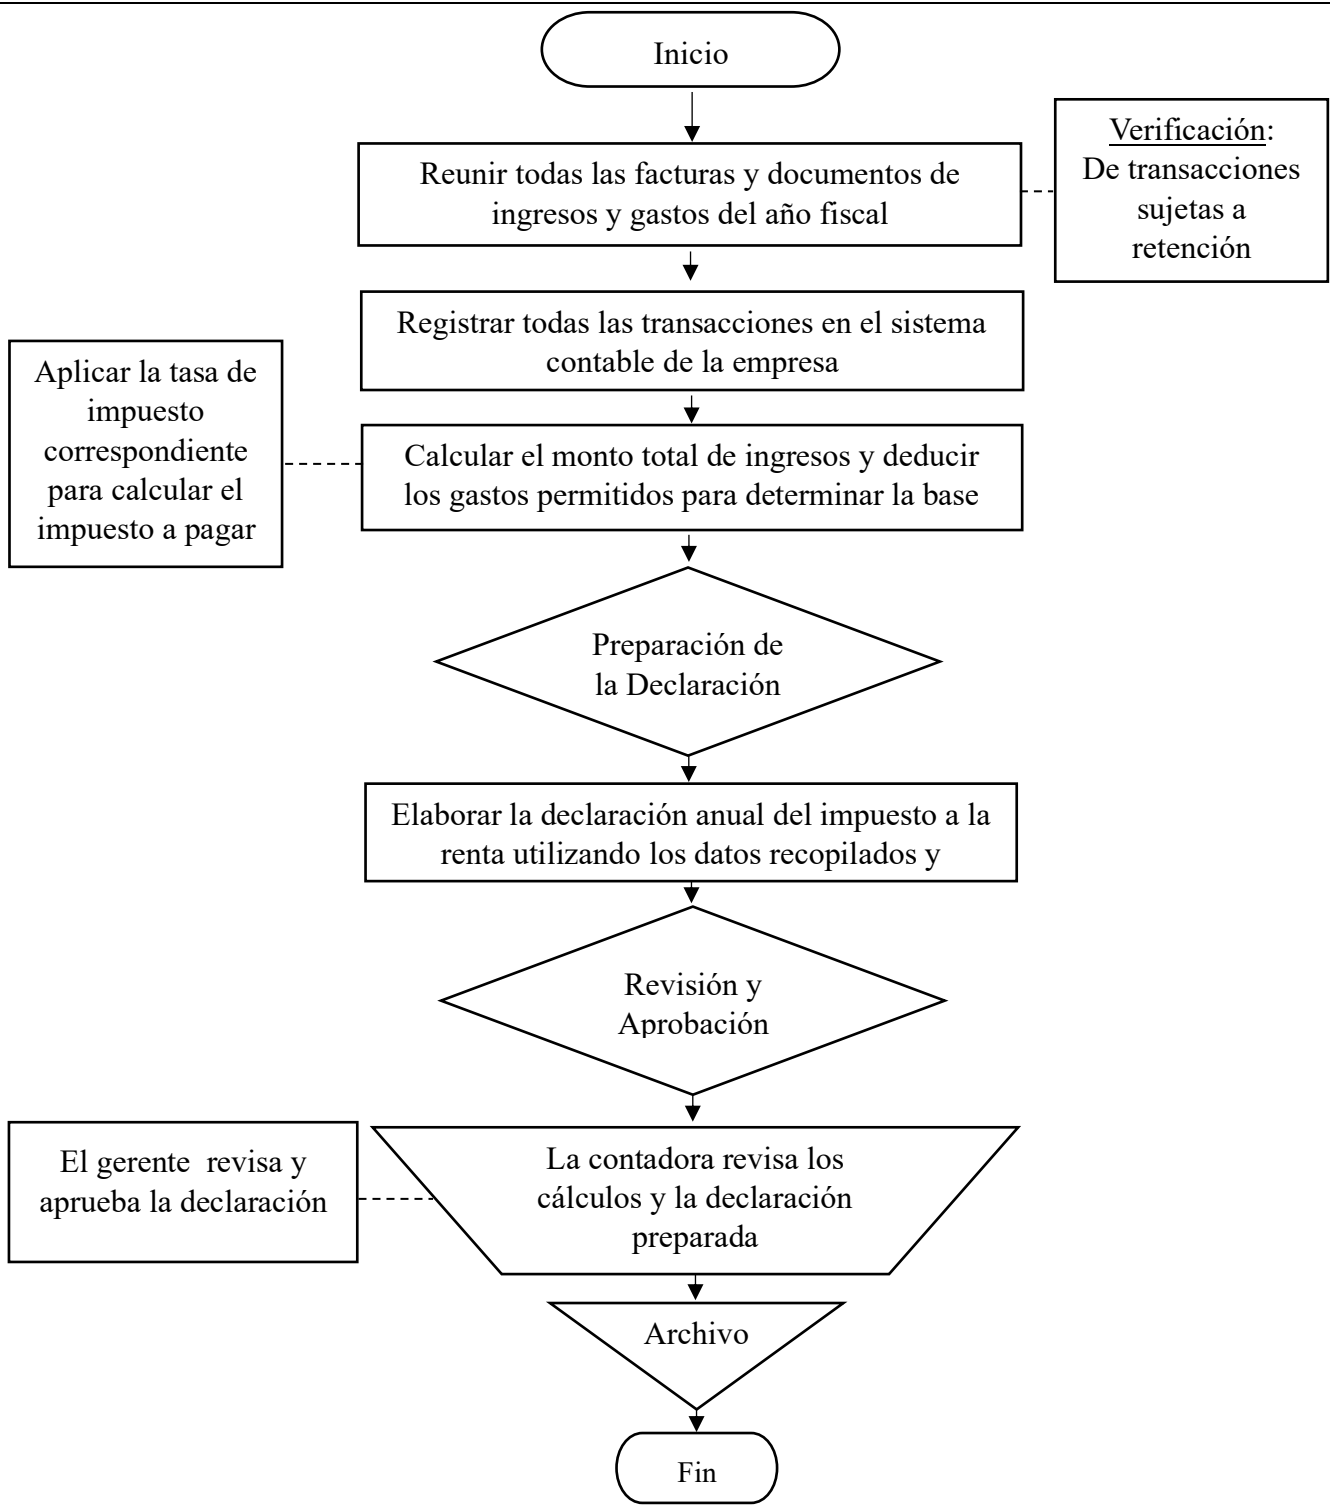 Inicio
Verificación:
De transacciones
sujetas a
retención
Reunir todas las facturas y documentos de
ingresos y gastos del año fiscal
Registrar todas las transacciones en el sistema
contable de la empresa
Aplicar la tasa de
impuesto
correspondiente
para calcular el
impuesto a pagar
Calcular el monto total de ingresos y deducir
los gastos permitidos para determinar la base
Preparación de
la Declaración
Elaborar la declaración anual del impuesto a la
renta utilizando los datos recopilados y
Revisión y
Aprobación
El gerente  revisa y
aprueba la declaración
La contadora revisa los
cálculos y la declaración
preparada
Archivo
Fin